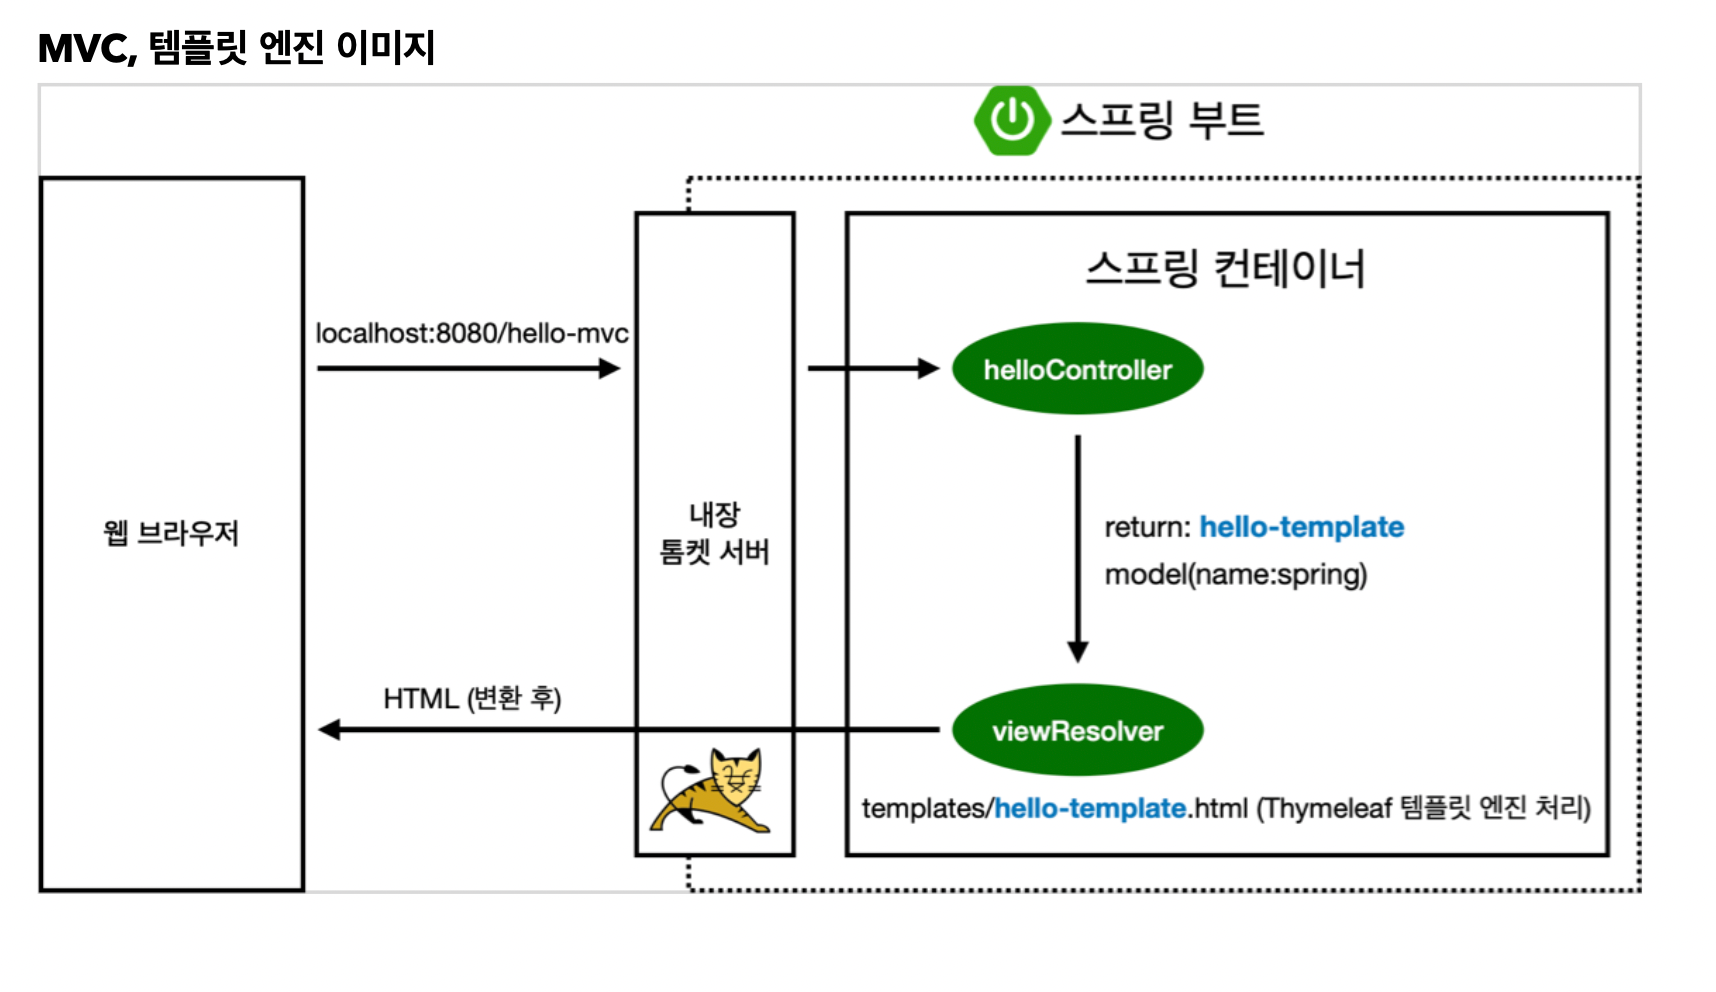 MVC, 템플릿 엔진 이미지
스프링 부트
스프링 컨테이너
localhost:8080/hello-mvc
helloController
웹 브라우저
내장
톰켓 서버
return: hello-template
model(name:spring)
HTML (변환 후)
viewResolver
templates/hello-template.html (Thymeleaf 템플릿 엔진 처리)